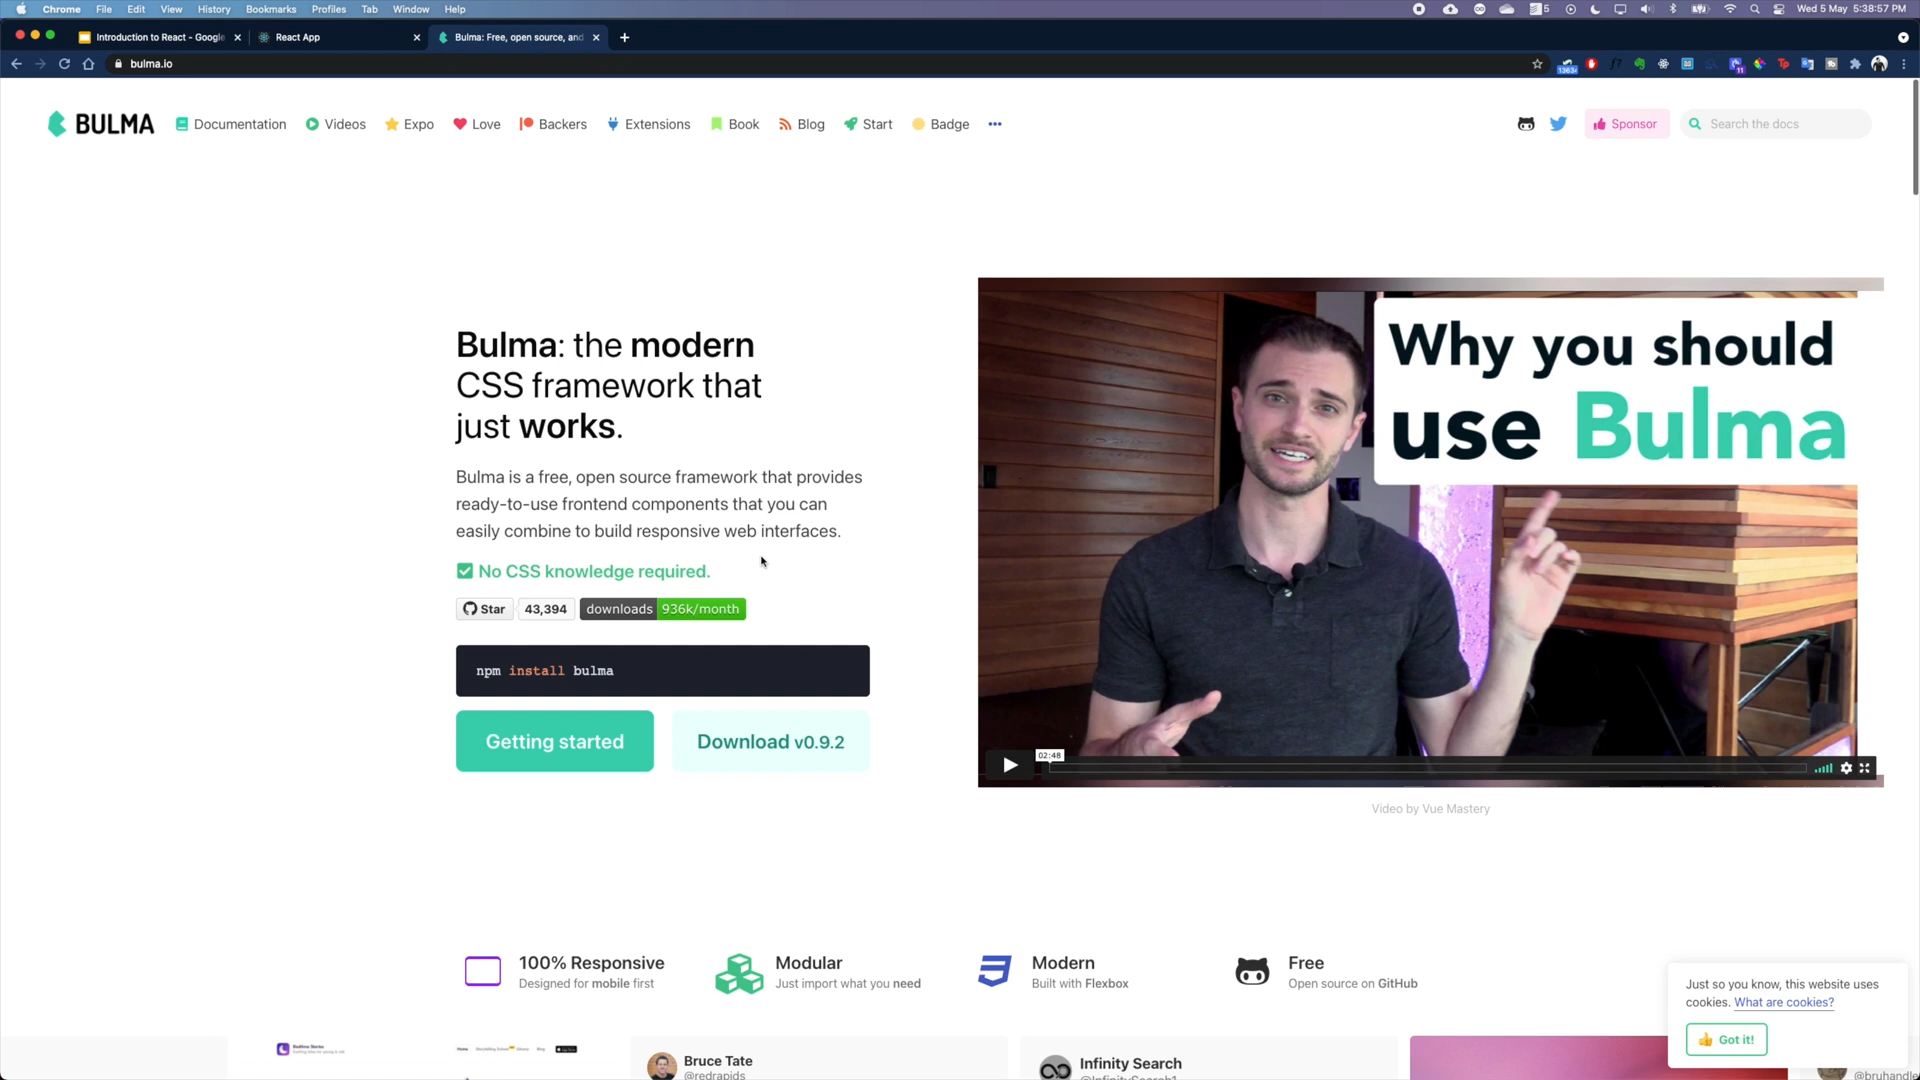 Chrome File Edit View History Bookmarks Profiles Tab Window Help
5
Wed 5 May 5:38:57 PM
Introduction to React - Google
React App
Bulma: Free, open source, and
bulma.io
1363
11
BULMA
Documentation Videos Expo Love Backers Extensions Book Blog Start Badge
Sponsor
Search the docs
Bulma: the modern
CSS framework that
just works.
Bulma is a free, open source framework that provides
ready-to-use frontend components that you can
easily combine to build responsive web interfaces.
No CSS knowledge required.
Star 43,394 downloads 936k/month
npm install bulma
Getting started
Download v0.9.2
Why you should
use Bulma
02:48
Video by Vue Mastery
100% Responsive
Designed for mobile first
Modular
Just import what you need
Modern
Built with Flexbox
Free
Open source on GitHub
Just so you know, this website uses
cookies. What are cookies?
Got it!
Bruce Tate
@redrapids
Infinity Search
@InfinitySearch1
@bruhandle